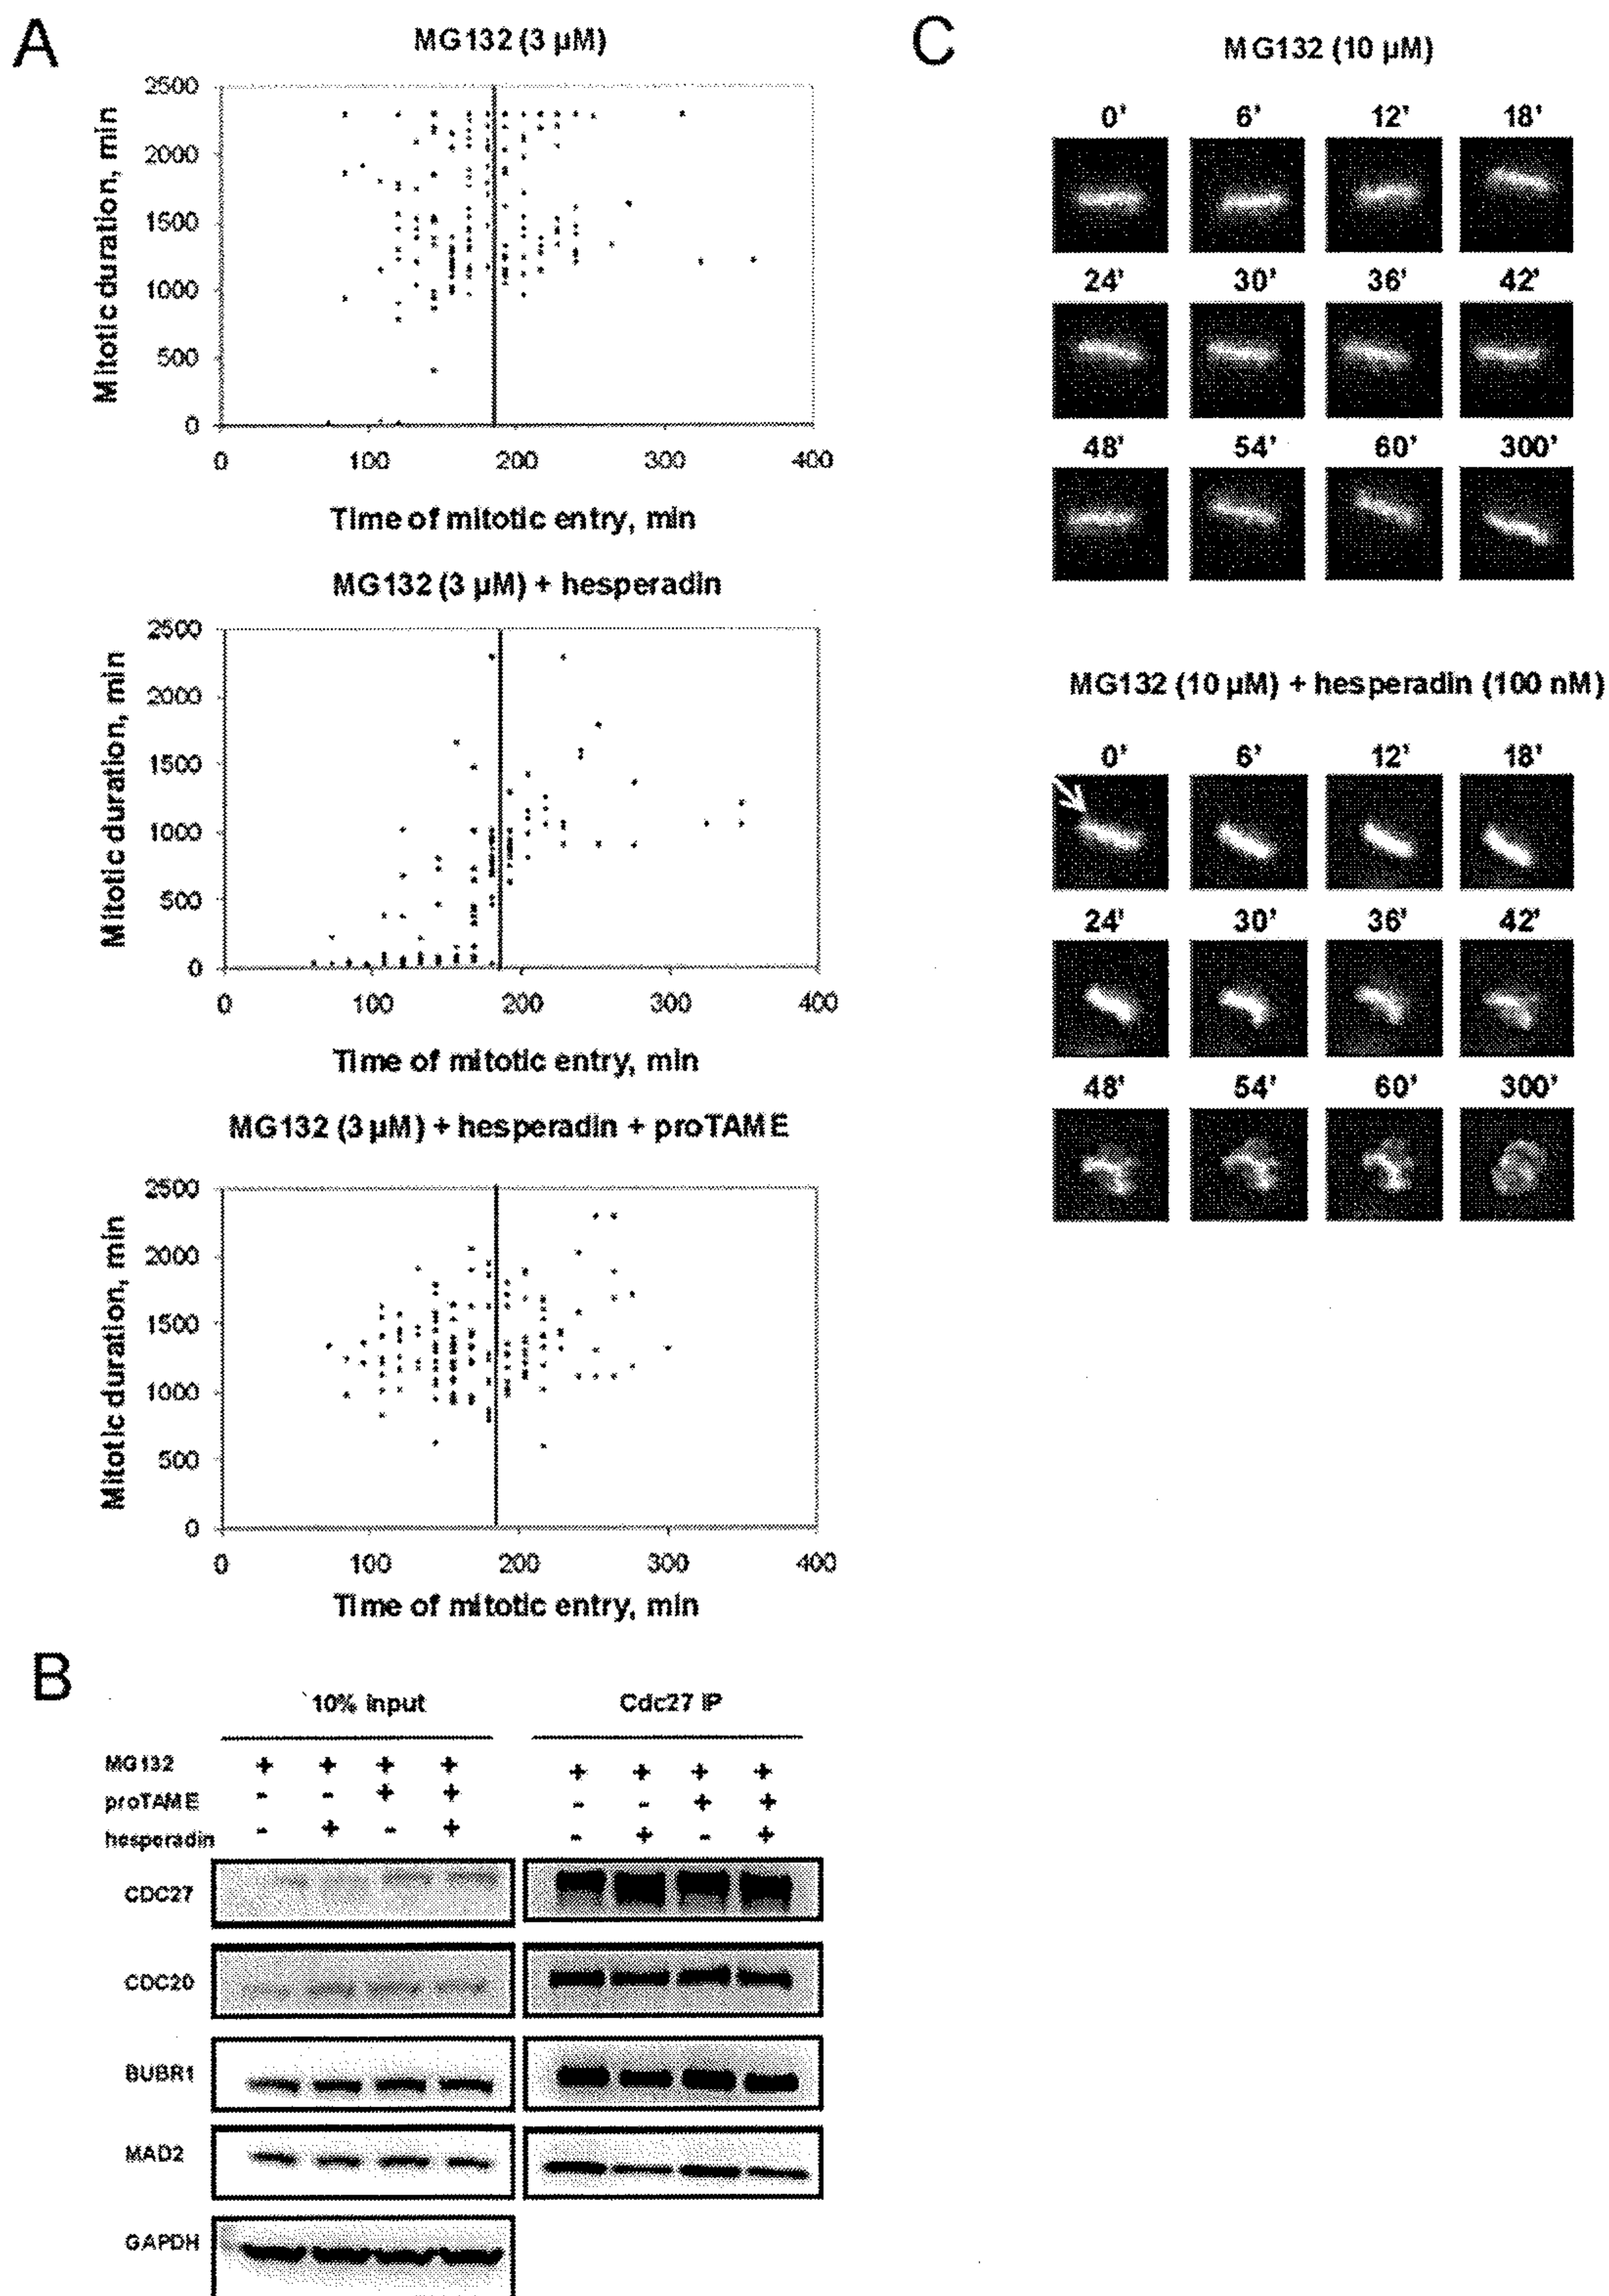 A
MG132 (3 µM)
Mitotic duration, min
2500
2000
1500
1000
500
0
0 100 200 300 400
Time of mitotic entry, min
MG132 (3 µM) + hesperadin
Mitotic duration, min
2500
2000
1500
1000
500
0
0 100 200 300 400
Time of mitotic entry, min
MG132 (3 µM) + hesperadin + proTAME
Mitotic duration, min
2500
2000
1500
1000
500
0
0 100 200 300 400
Time of mitotic entry, min
B
10% Input Cdc27 IP
MG132 + + + + + + + +
proTAME - - + + - - + +
hesperadin - + - + - + - +
CDC27
CDC20
BUBR1
MAD2
GAPDH
C
MG132 (10 µM)
0' 6' 12' 18'
24' 30' 36' 42'
48' 54' 60' 300'
MG132 (10 µM) + hesperadin (100 nM)
0' 6' 12' 18'
24' 30' 36' 42'
48' 54' 60' 300'